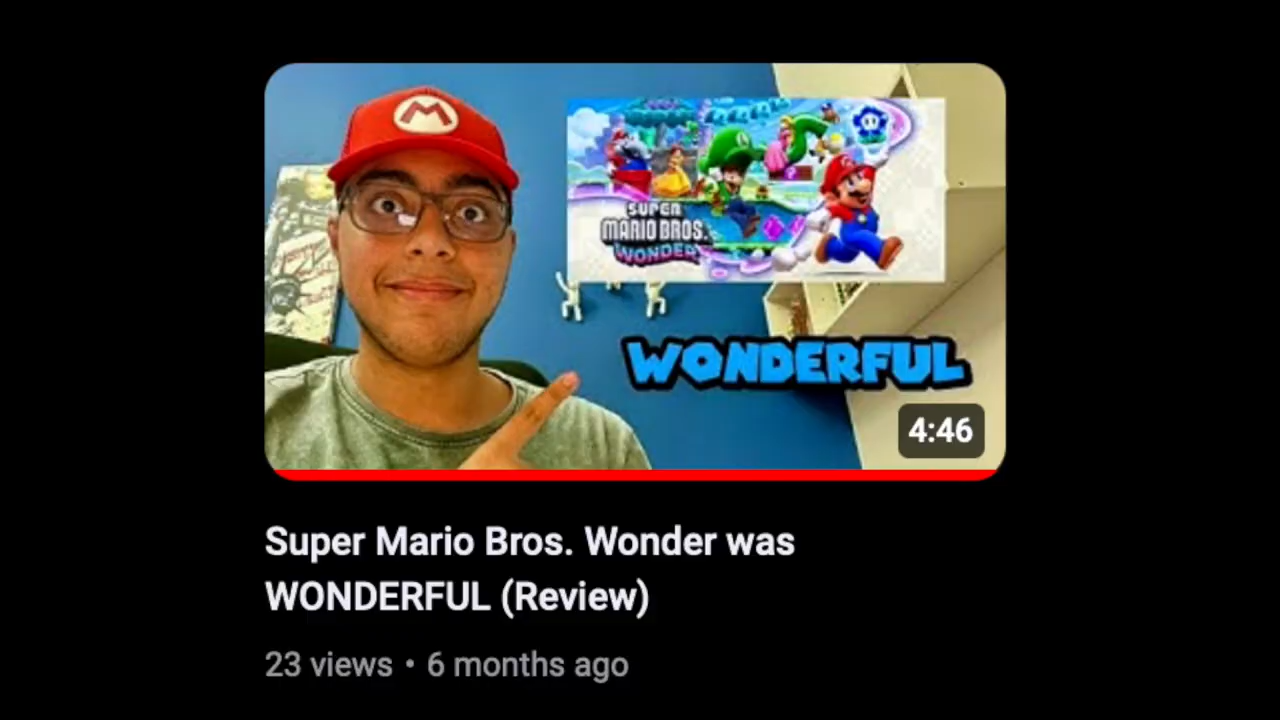 M
SUPER
MARIO BROS.
WONDER
WONDERFUL
4:46
Super Mario Bros. Wonder was
WONDERFUL (Review)
23 views • 6 months ago